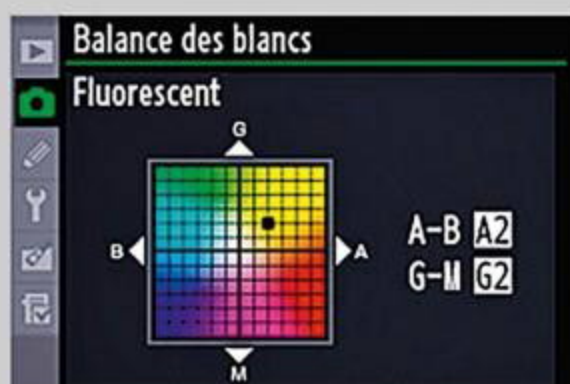 Balance des blancs
Fluorescent
G
B
A
A-B A2
G-M G2
M